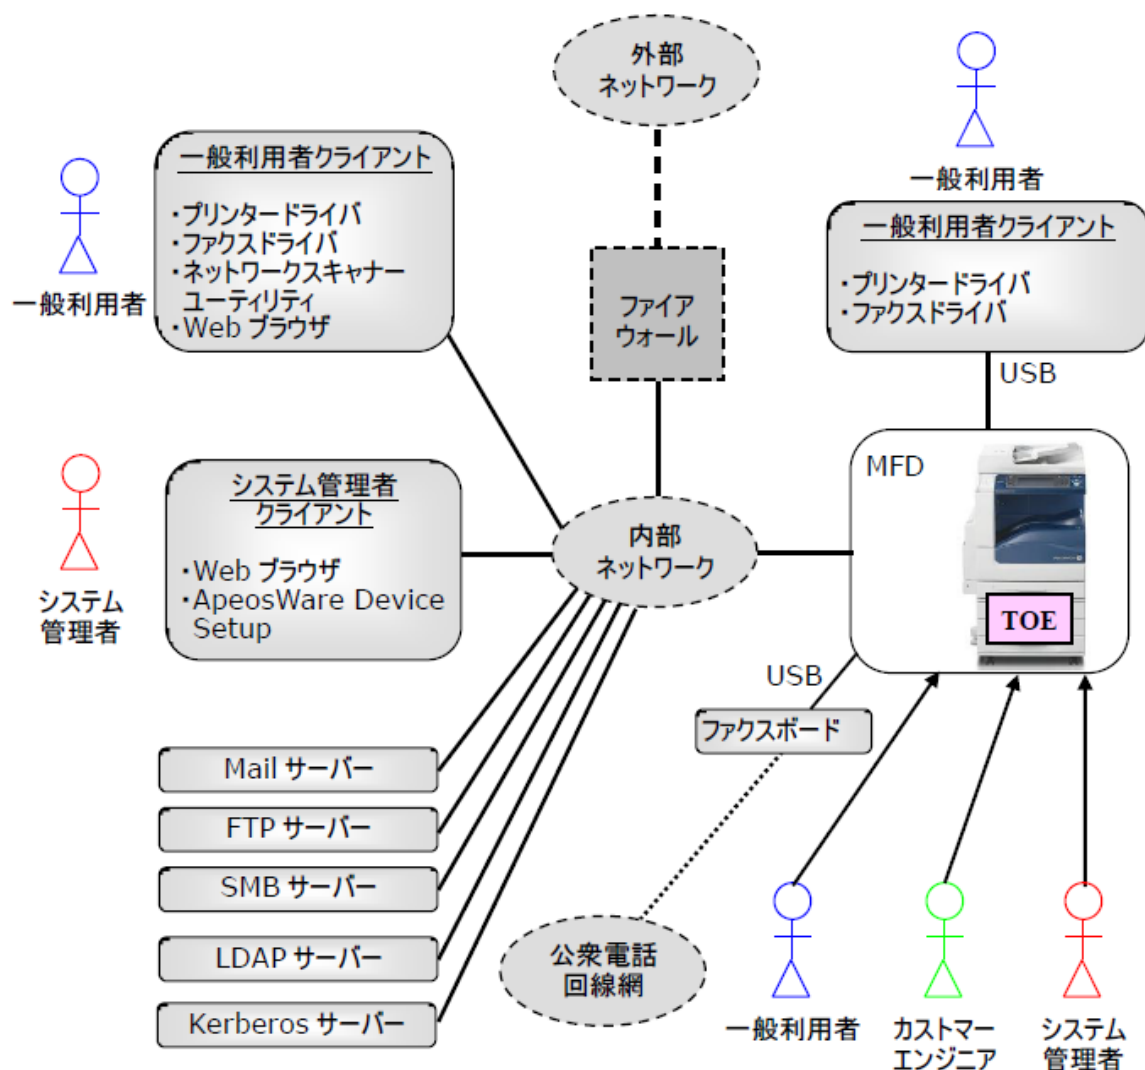 外部
ネットワーク
一般利用者
一般利用者クライアント
・プリンタードライバ
・ファクスドライバ
・ネットワークスキャナー
ユーティリティ
・Web ブラウザ
一般利用者
ファイア
ウォール
一般利用者クライアント
・プリンタードライバ
・ファクスドライバ
USB
MFD
TOE
システム管理者
クライアント
・Web ブラウザ
・ApeosWare Device
Setup
システム
管理者
内部
ネットワーク
USB
ファクスボード
Mail サーバー
FTP サーバー
SMB サーバー
LDAP サーバー
Kerberos サーバー
公衆電話
回線網
一般利用者
カストマー
エンジニア
システム
管理者